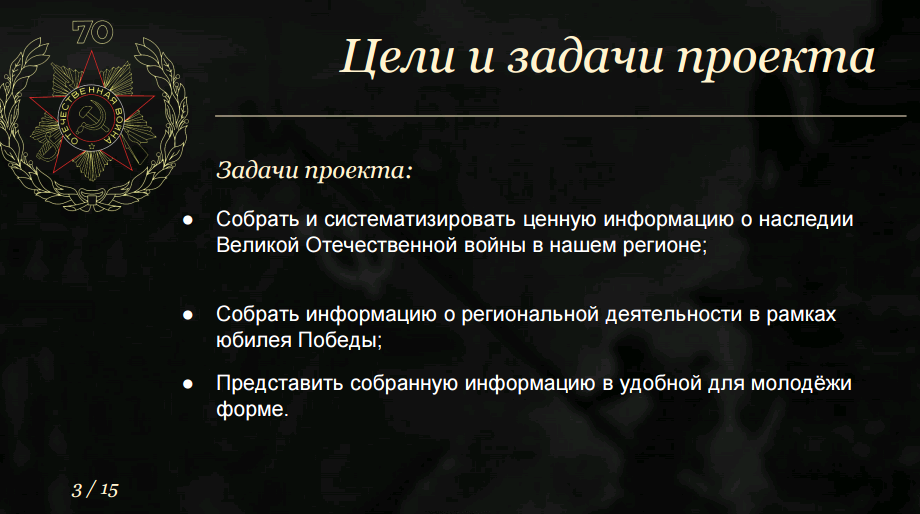 70
ОТЕЧЕСТВЕННАЯ ВОЙНА
Цели и задачи проекта
Задачи проекта:
● Собрать и систематизировать ценную информацию о наследии
Великой Отечественной войны в нашем регионе;
● Собрать информацию о региональной деятельности в рамках
юбилея Победы;
● Представить собранную информацию в удобной для молодёжи
форме.
3 / 15